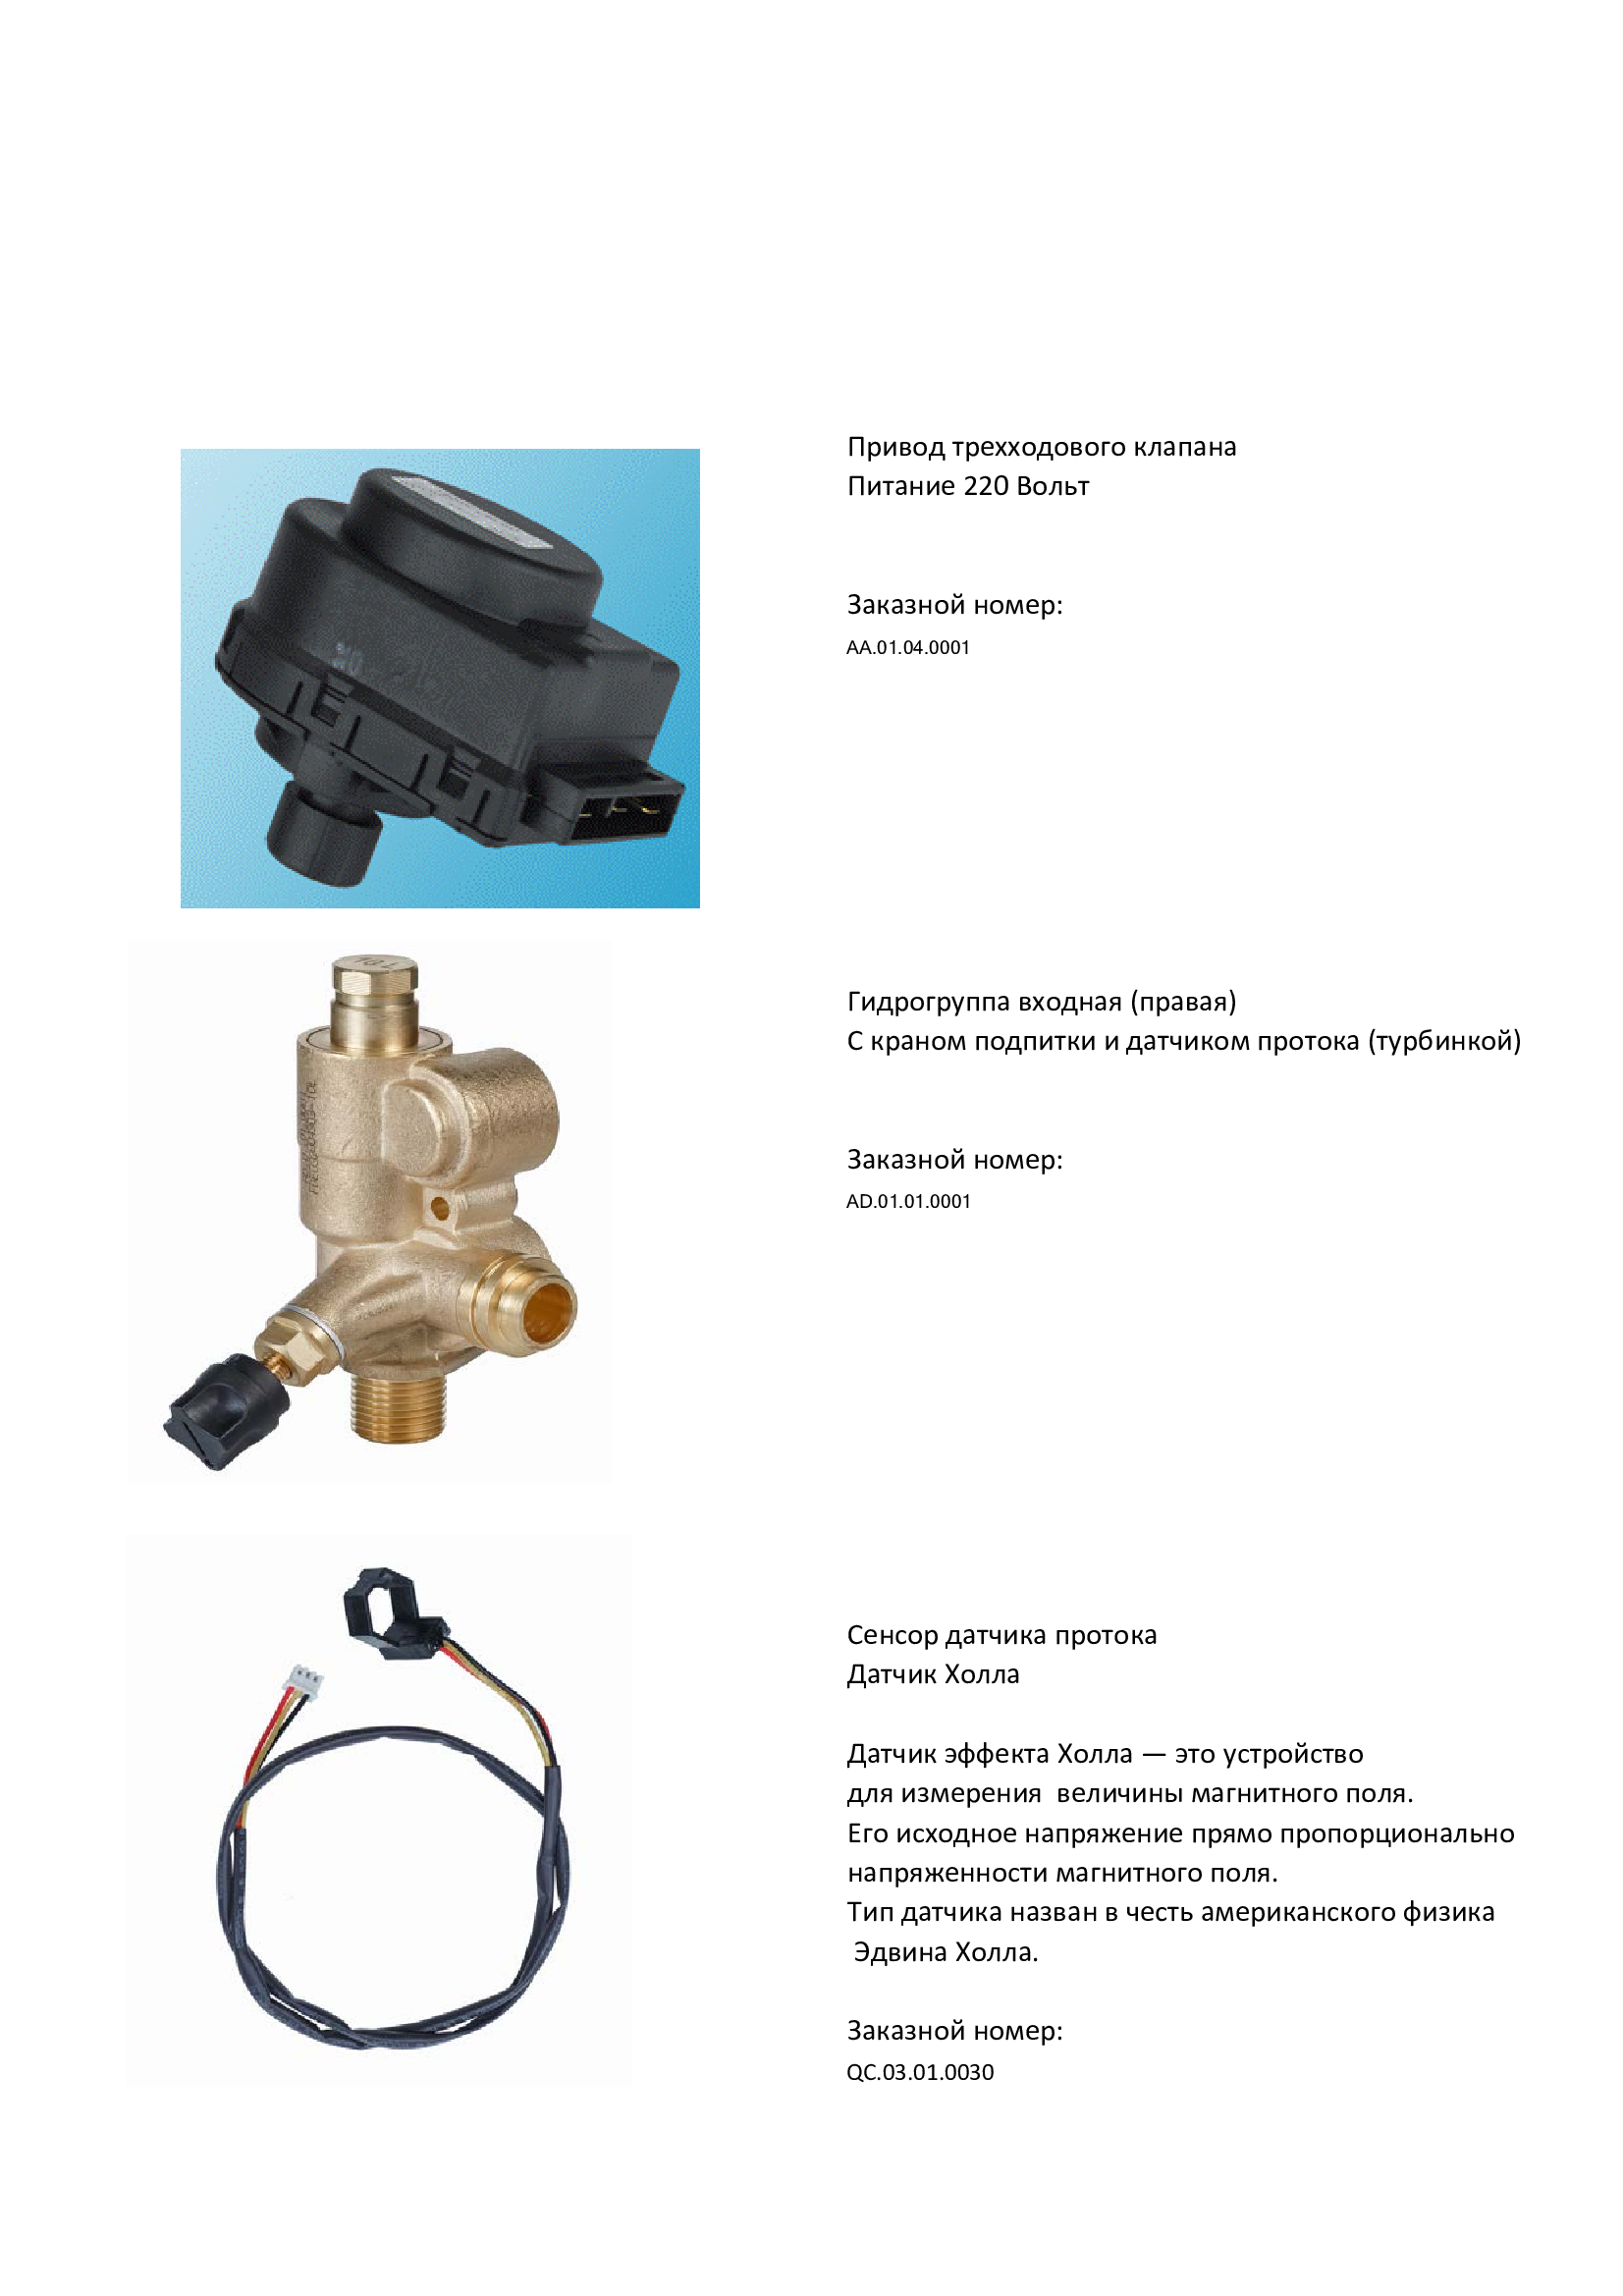 Привод трехходового клапана
Питание 220 Вольт
Заказной номер:
AA.01.04.0001
Гидрогруппа входная (правая)
С краном подпитки и датчиком протока (турбинкой)
Заказной номер:
AD.01.01.0001
Сенсор датчика протока
Датчик Холла
Датчик эффекта Холла — это устройство
для измерения  величины магнитного поля.
Его исходное напряжение прямо пропорционально
напряженности магнитного поля.
Тип датчика назван в честь американского физика
Эдвина Холла.
Заказной номер:
QC.03.01.0030